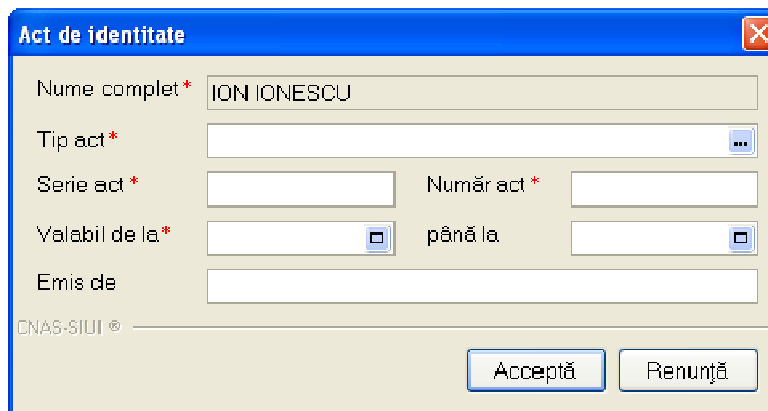 Act de identitate
Nume complet* ION IONESCU
Tip act* ...
Serie act * Număr act *
Valabil de la* până la
Emis de
CNAS-SIUI ®
Acceptă Renunță